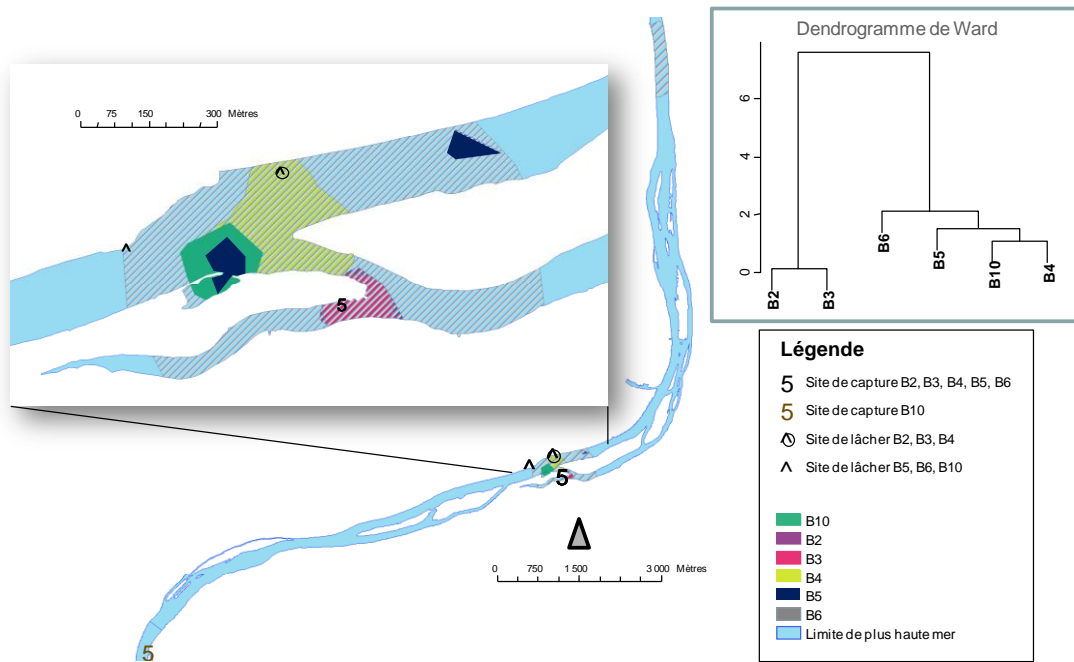 Dendrogramme de Ward
0 2 4 6
B2
B3
B6
B5
B10
B4
0 75 150 300 Mètres
5
5
0 750 1 500 3 000 Mètres
5
Légende
5 Site de capture B2, B3, B4, B5, B6
5 Site de capture B10
Site de lâcher B2, B3, B4
Site de lâcher B5, B6, B10
B10
B2
B3
B4
B5
B6
Limite de plus haute mer